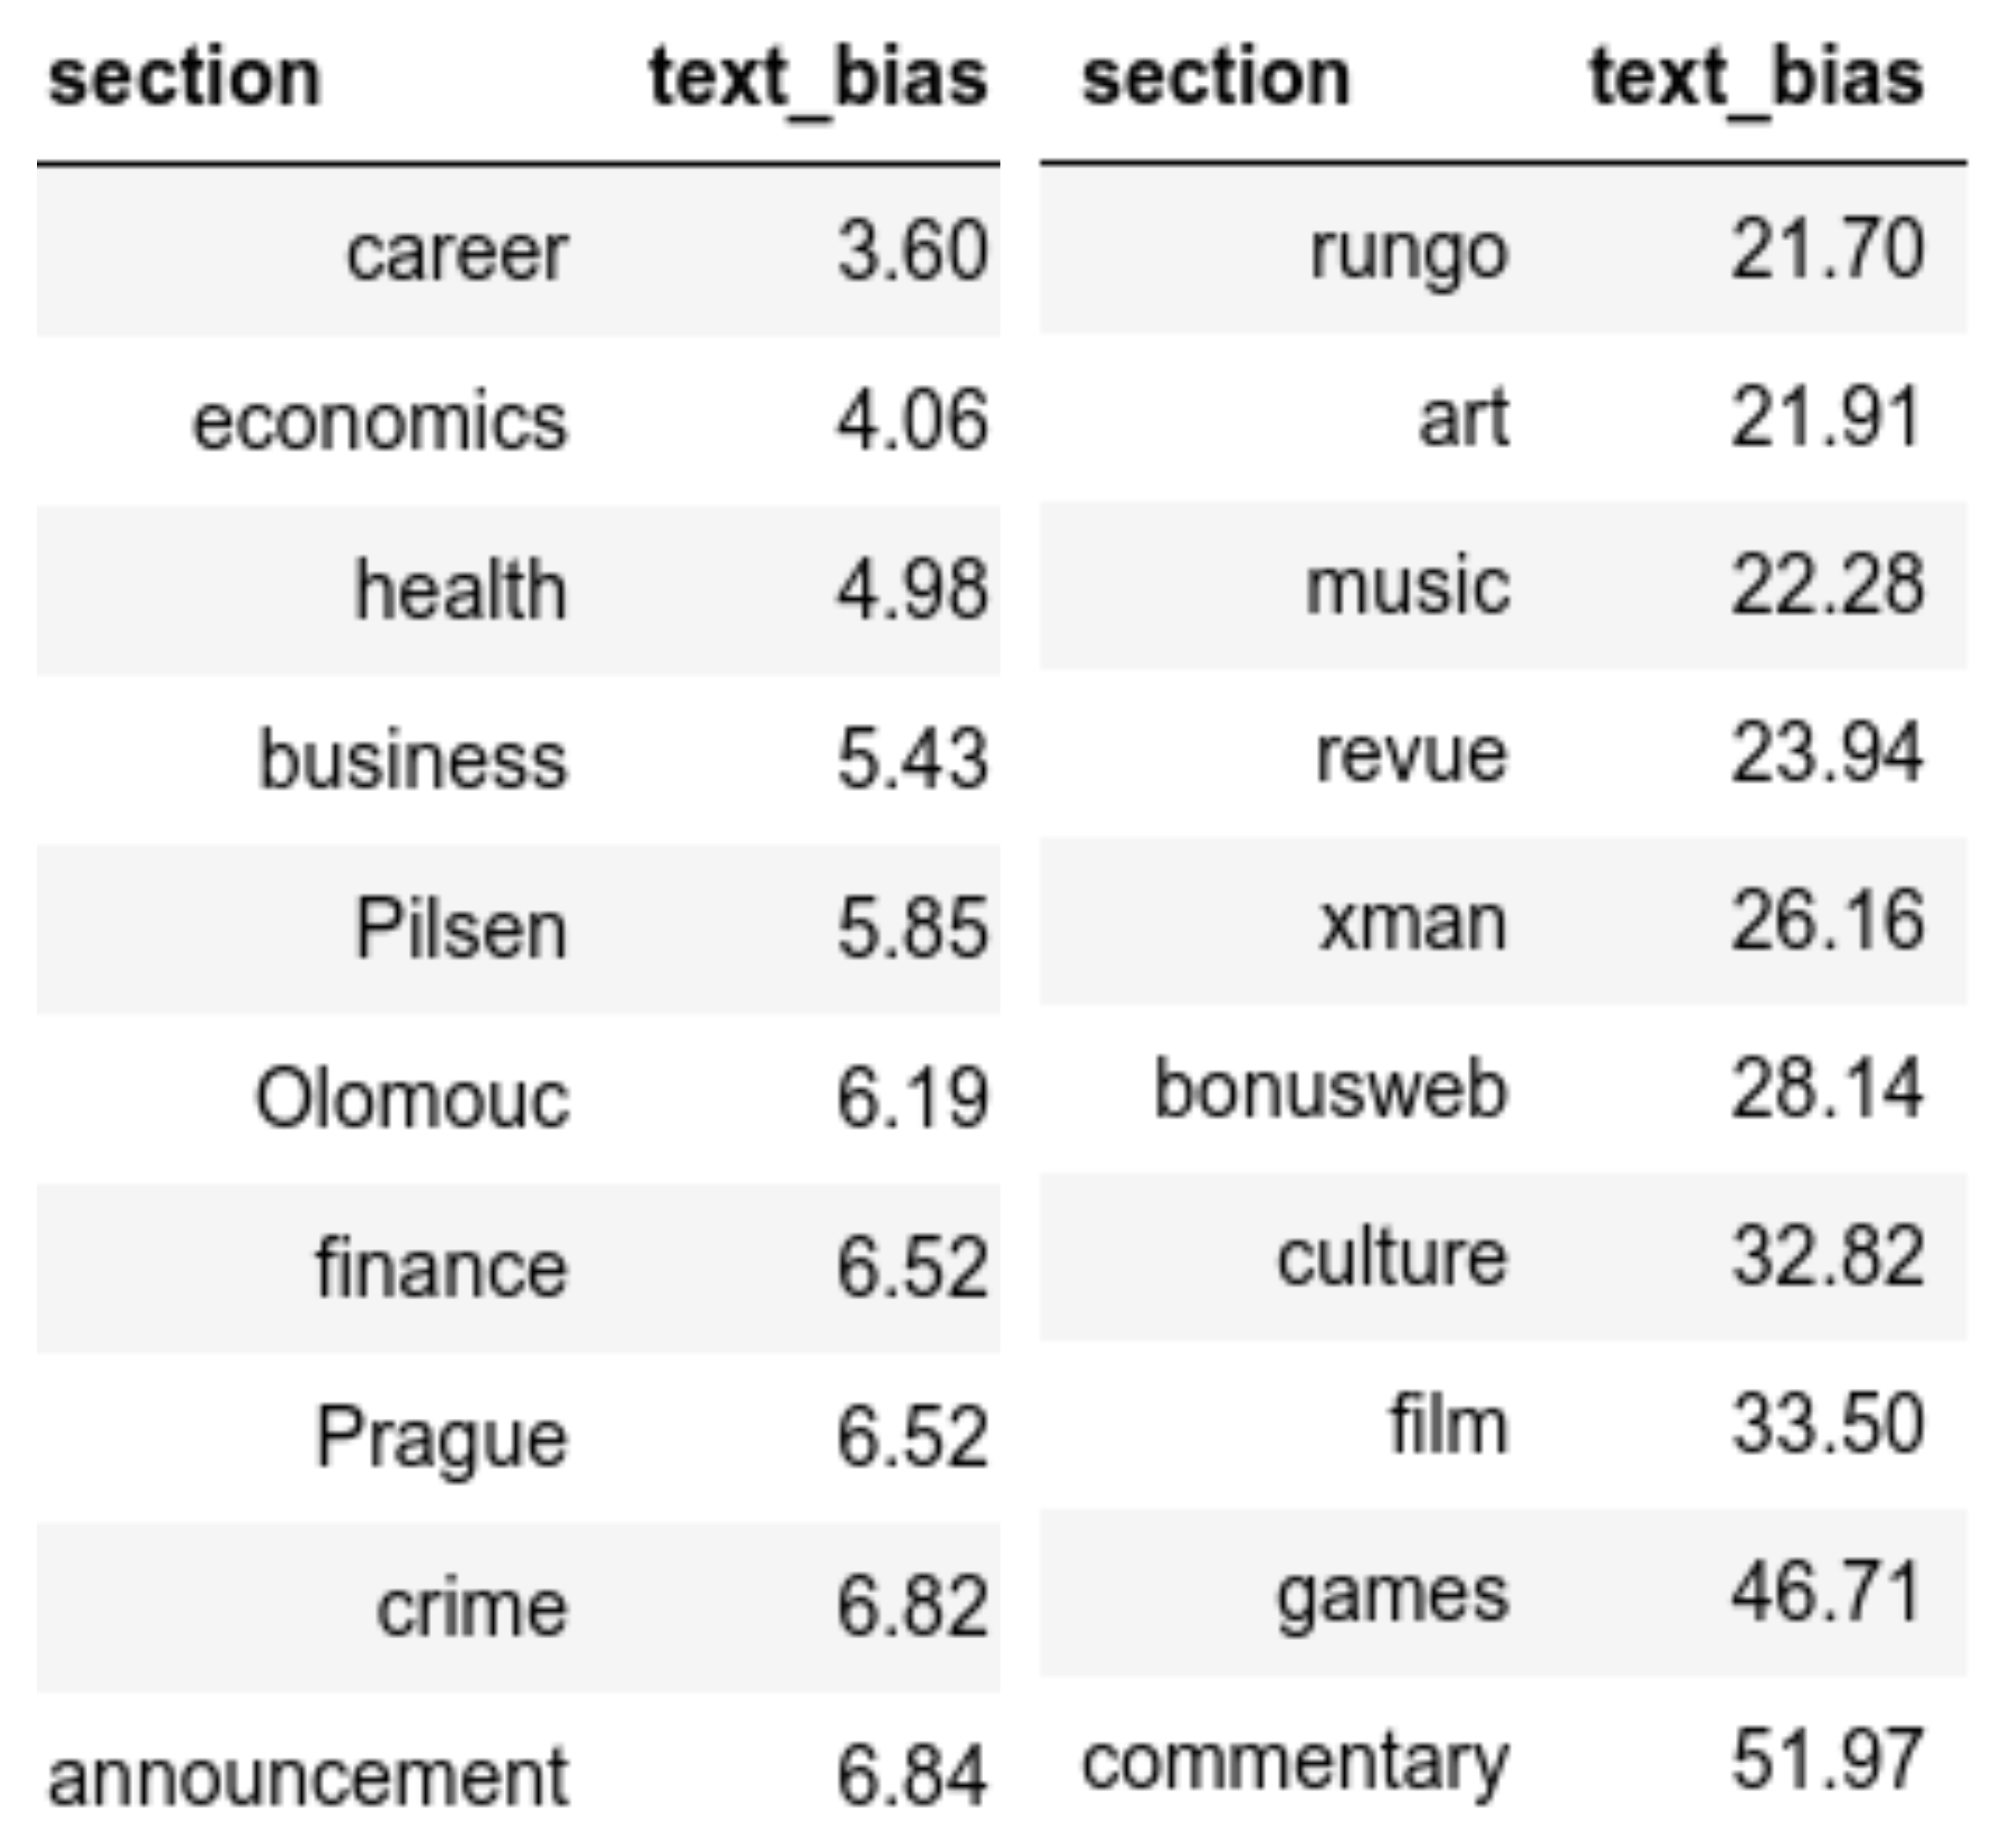 section text_bias
career 3.60
economics 4.06
health 4.98
business 5.43
Pilsen 5.85
Olomouc 6.19
finance 6.52
Prague 6.52
crime 6.82
announcement 6.84
section text_bias
rungo 21.70
art 21.91
music 22.28
revue 23.94
xman 26.16
bonusweb 28.14
culture 32.82
film 33.50
games 46.71
commentary 51.97